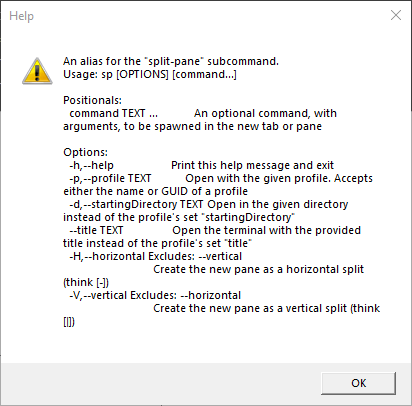 Help
An alias for the "split-pane" subcommand.
Usage: sp [OPTIONS] [command...]
Positionals:
command TEXT ... An optional command, with
arguments, to be spawned in the new tab or pane
Options:
-h,--help Print this help message and exit
-p,--profile TEXT Open with the given profile. Accepts
either the name or GUID of a profile
-d,--startingDirectory TEXT Open in the given directory
instead of the profile's set "startingDirectory"
--title TEXT Open the terminal with the provided
title instead of the profile's set "title"
-H,--horizontal Excludes: --vertical
Create the new pane as a horizontal split
(think [-])
-V,--vertical Excludes: --horizontal
Create the new pane as a vertical split (think
[|])
OK